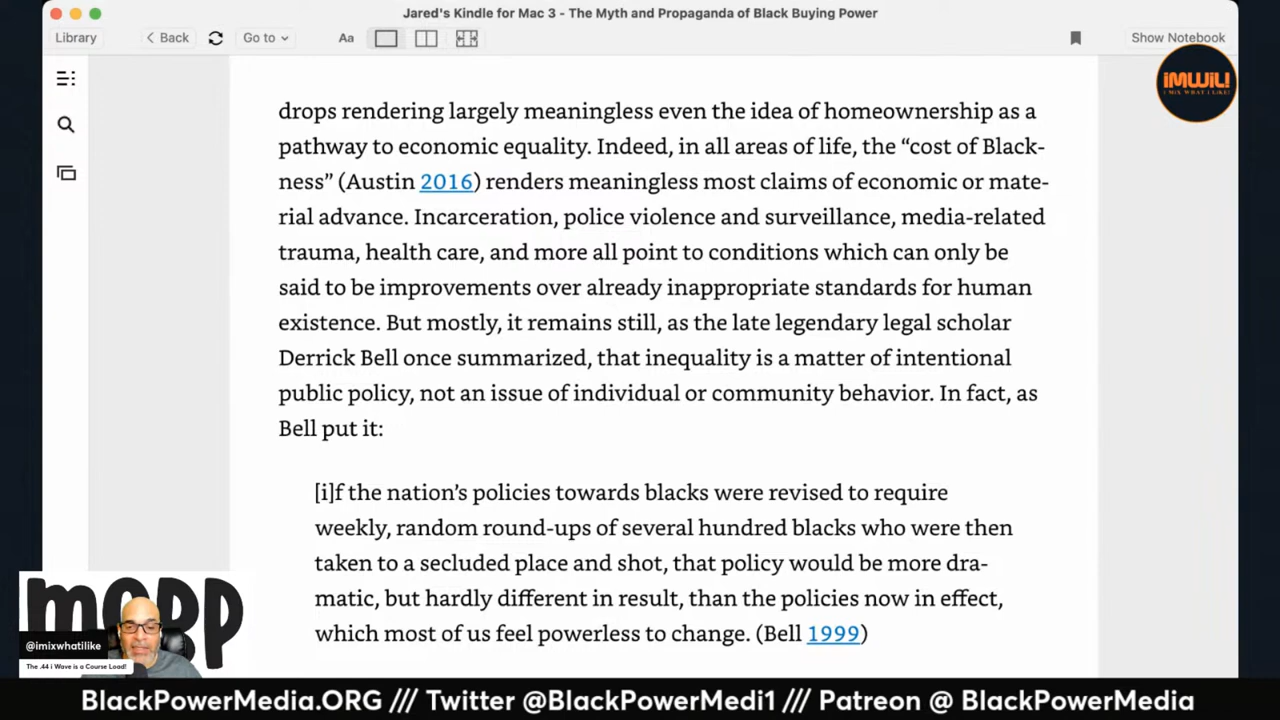 Jared's Kindle for Mac 3 - The Myth and Propaganda of Black Buying Power
Library
Back
Go to
Aa
Show Notebook
iMWiL!
I MiX WHAT I LiKE!
drops rendering largely meaningless even the idea of homeownership as a
pathway to economic equality. Indeed, in all areas of life, the “cost of Black-
ness” (Austin 2016) renders meaningless most claims of economic or mate-
rial advance. Incarceration, police violence and surveillance, media-related
trauma, health care, and more all point to conditions which can only be
said to be improvements over already inappropriate standards for human
existence. But mostly, it remains still, as the late legendary legal scholar
Derrick Bell once summarized, that inequality is a matter of intentional
public policy, not an issue of individual or community behavior. In fact, as
Bell put it:
[i]f the nation’s policies towards blacks were revised to require
weekly, random round-ups of several hundred blacks who were then
taken to a secluded place and shot, that policy would be more dra-
matic, but hardly different in result, than the policies now in effect,
which most of us feel powerless to change. (Bell 1999)
@imixwhatilike
The .44 i Wave is a Course Load!
BlackPowerMedia.ORG /// Twitter @BlackPowerMedi1 /// Patreon @ BlackPowerMedia